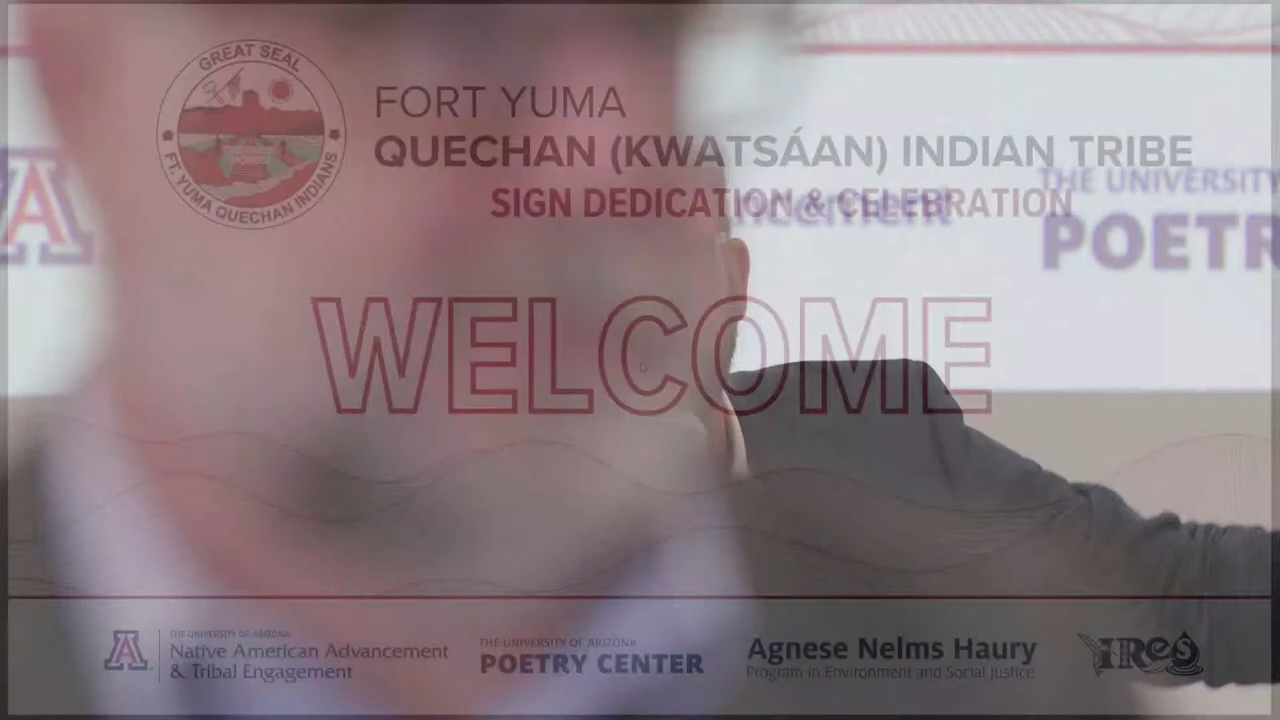 GREAT SEAL
FT. YUMA QUECHAN INDIANS
FORT YUMA
QUECHAN (KWATSÁAN) INDIAN TRIBE
SIGN DEDICATION & CELEBRATION
THE UNIVERSITY
POETR
A
WELCOME
A
THE UNIVERSITY OF ARIZONA
Native American Advancement
& Tribal Engagement
THE UNIVERSITY OF ARIZONA
POETRY CENTER
Agnese Nelms Haury
Program in Environment and Social Justice
IRes